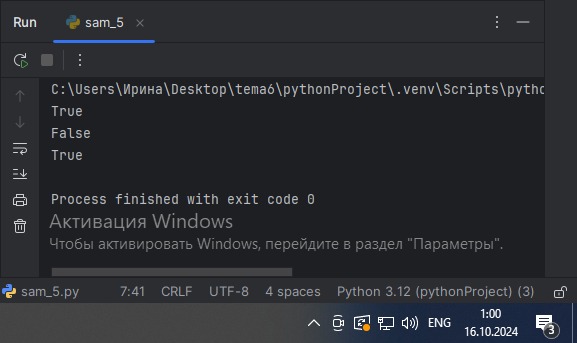 Run sam_5
C:\Users\Ирина\Desktop\tema6\pythonProject\.venv\Scripts\pytho
True
False
True
Process finished with exit code 0
Активация Windows
Чтобы активировать Windows, перейдите в раздел "Параметры".
sam_5.py 7:41 CRLF UTF-8 4 spaces Python 3.12 (pythonProject) (3)
ENG 1:00
16.10.2024 3